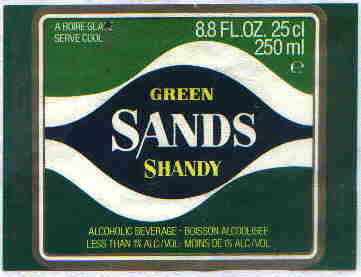 A BOIRE GLACE
SERVE COOL
8.8 FL.OZ. 25 cl
250 ml
e
GREEN
SANDS
SHANDY
ALCOHOLIC BEVERAGE - BOISSON ALCOOLISEE
LESS THAN 1% ALC/VOL - MOINS DE 1% ALC/VOL